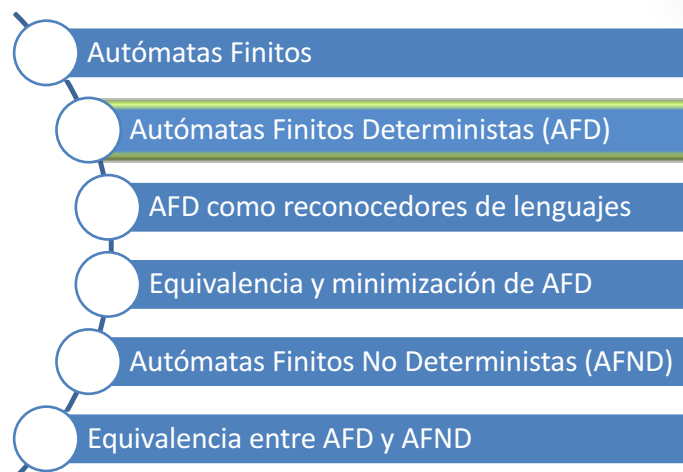 Autómatas Finitos
Autómatas Finitos Deterministas (AFD)
AFD como reconocedores de lenguajes
Equivalencia y minimización de AFD
Autómatas Finitos No Deterministas (AFND)
Equivalencia entre AFD y AFND